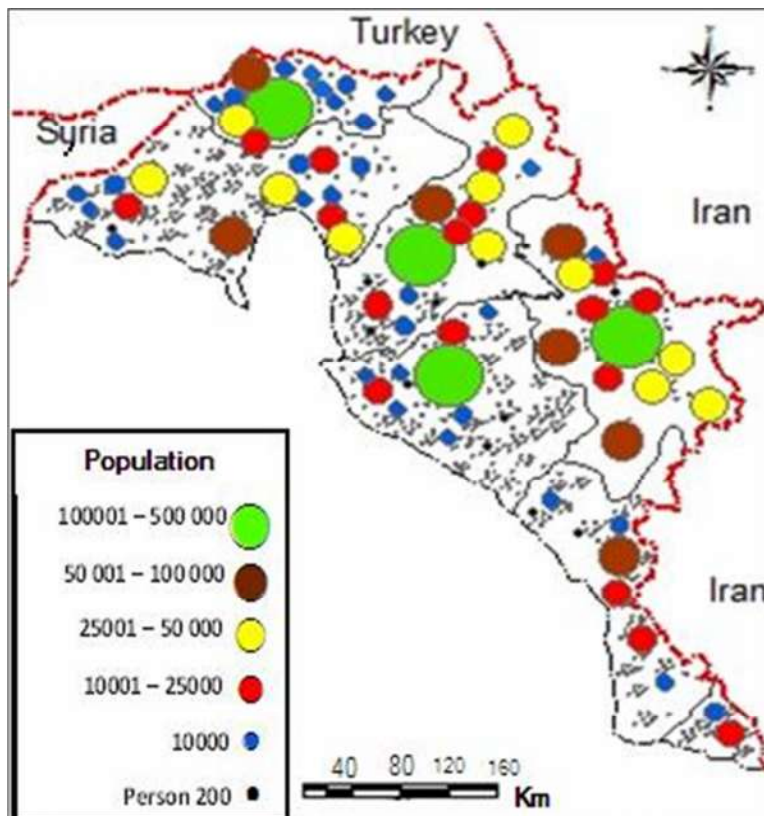 Turkey
Syria
Iran
Iran
Population
100001 – 500 000
50 001 – 100 000
25001 – 50 000
10001 – 25000
10000
Person 200
40 80 120 160
Km